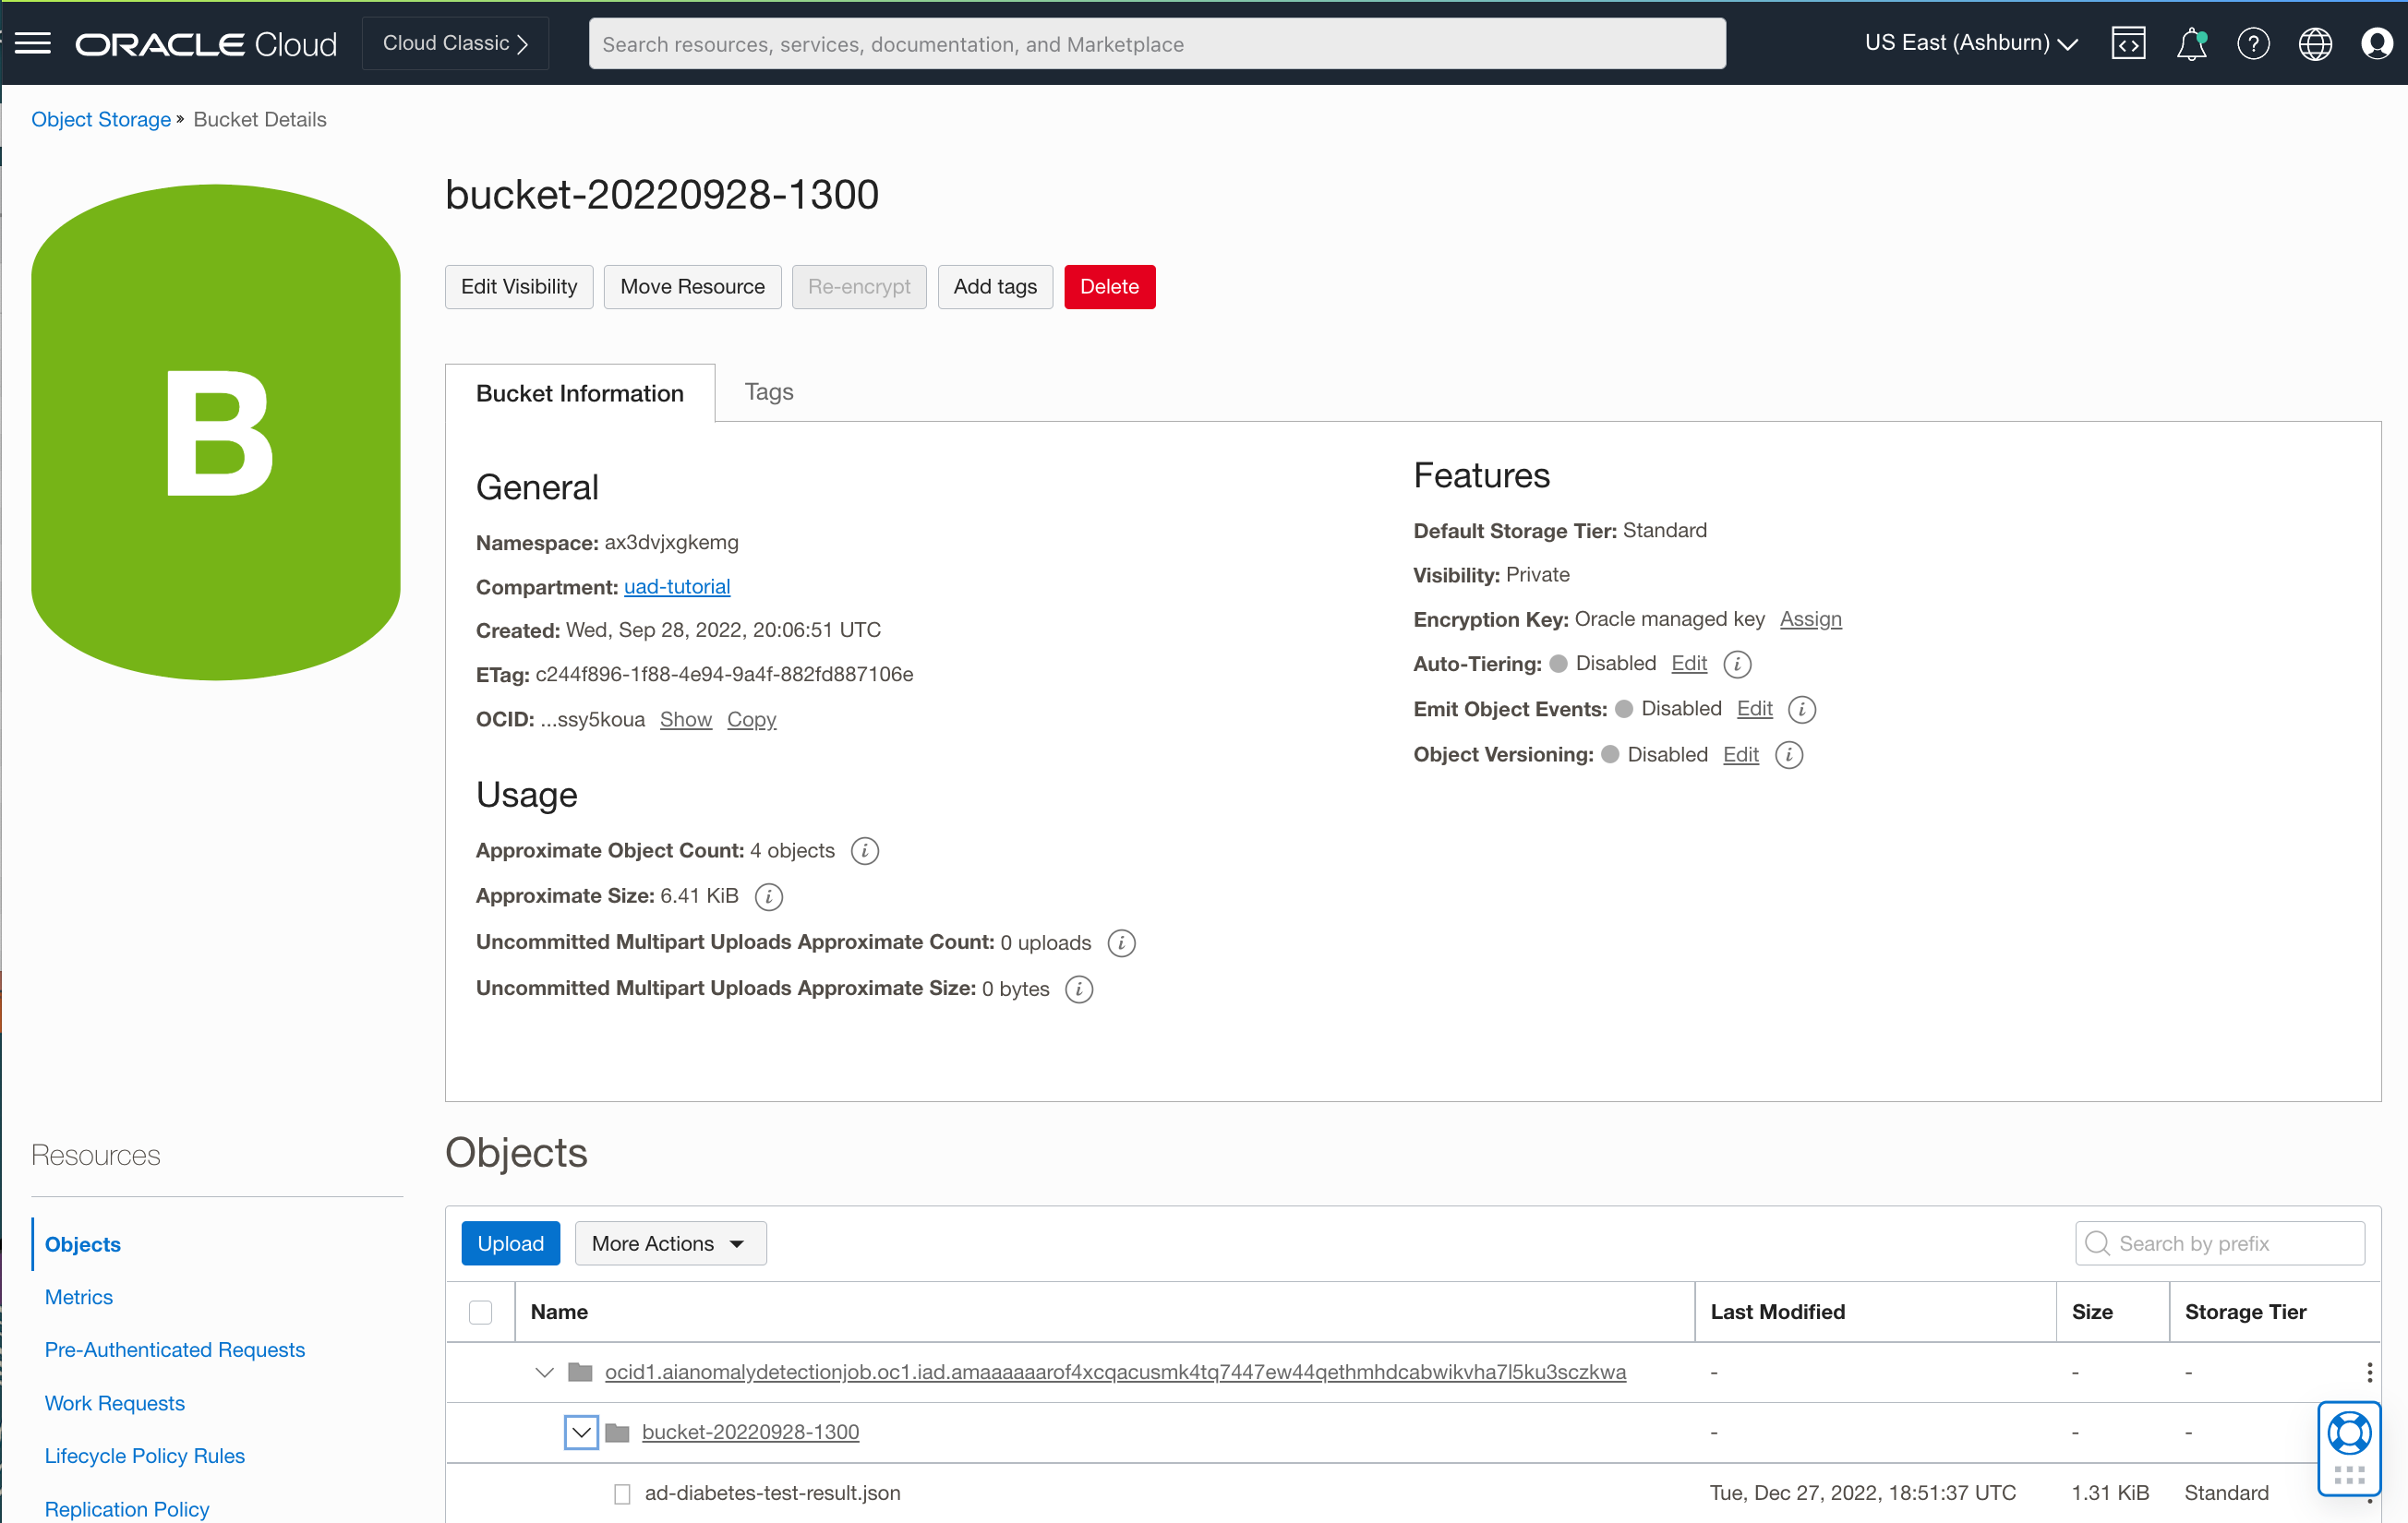 ORACLE Cloud
Cloud Classic
Search resources, services, documentation, and Marketplace
US East (Ashburn)
Object Storage » Bucket Details
B
bucket-20220928-1300
Edit Visibility
Move Resource
Re-encrypt
Add tags
Delete
Bucket Information
Tags
General
Namespace: ax3dvjxgkemg
Compartment: uad-tutorial
Created: Wed, Sep 28, 2022, 20:06:51 UTC
ETag: c244f896-1f88-4e94-9a4f-882fd887106e
OCID: ...ssy5koua Show Copy
Usage
Approximate Object Count: 4 objects
Approximate Size: 6.41 KiB
Uncommitted Multipart Uploads Approximate Count: 0 uploads
Uncommitted Multipart Uploads Approximate Size: 0 bytes
Features
Default Storage Tier: Standard
Visibility: Private
Encryption Key: Oracle managed key Assign
Auto-Tiering: Disabled Edit
Emit Object Events: Disabled Edit
Object Versioning: Disabled Edit
Resources
Objects
Metrics
Pre-Authenticated Requests
Work Requests
Lifecycle Policy Rules
Replication Policy
Objects
Upload
More Actions
Search by prefix
Name Last Modified Size Storage Tier
ocid1.aianomalydetectionjob.oc1.iad.amaaaaaarof4xcqacusmk4tq7447ew44qethmhdcabwikvha7l5ku3sczkwa - - -
bucket-20220928-1300 - - -
ad-diabetes-test-result.json Tue, Dec 27, 2022, 18:51:37 UTC 1.31 KiB Standard